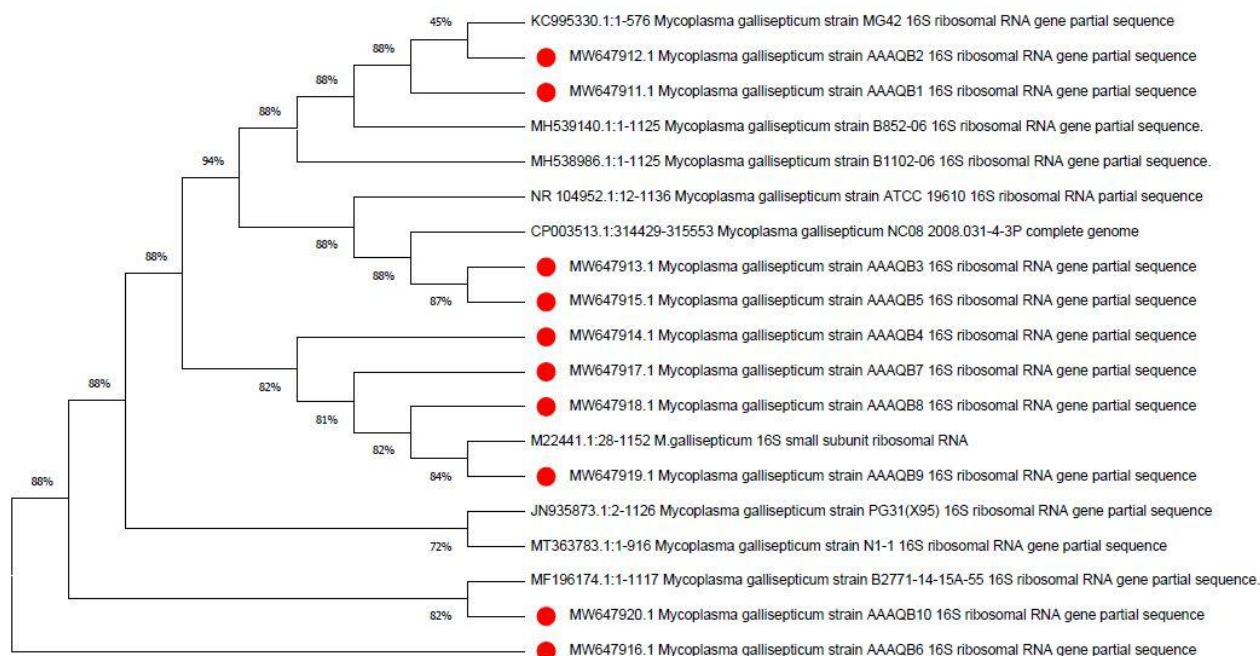 45%
KC995330.1:1-576 Mycoplasma gallisepticum strain MG42 16S ribosomal RNA gene partial sequence
88%
MW647912.1 Mycoplasma gallisepticum strain AAAQB2 16S ribosomal RNA gene partial sequence
88%
MW647911.1 Mycoplasma gallisepticum strain AAAQB1 16S ribosomal RNA gene partial sequence
88%
MH539140.1:1-1125 Mycoplasma gallisepticum strain B852-06 16S ribosomal RNA gene partial sequence.
94%
MH538986.1:1-1125 Mycoplasma gallisepticum strain B1102-06 16S ribosomal RNA gene partial sequence.
NR 104952.1:12-1136 Mycoplasma gallisepticum strain ATCC 19610 16S ribosomal RNA partial sequence
88%
CP003513.1:314429-315553 Mycoplasma gallisepticum NC08 2008.031-4-3P complete genome
88%
88%
MW647913.1 Mycoplasma gallisepticum strain AAAQB3 16S ribosomal RNA gene partial sequence
87%
MW647915.1 Mycoplasma gallisepticum strain AAAQB5 16S ribosomal RNA gene partial sequence
MW647914.1 Mycoplasma gallisepticum strain AAAQB4 16S ribosomal RNA gene partial sequence
88%
82%
MW647917.1 Mycoplasma gallisepticum strain AAAQB7 16S ribosomal RNA gene partial sequence
81%
MW647918.1 Mycoplasma gallisepticum strain AAAQB8 16S ribosomal RNA gene partial sequence
82%
M22441.1:28-1152 M.gallisepticum 16S small subunit ribosomal RNA
84%
MW647919.1 Mycoplasma gallisepticum strain AAAQB9 16S ribosomal RNA gene partial sequence
88%
JN935873.1:2-1126 Mycoplasma gallisepticum strain PG31(X95) 16S ribosomal RNA gene partial sequence
72%
MT363783.1:1-916 Mycoplasma gallisepticum strain N1-1 16S ribosomal RNA gene partial sequence
MF196174.1:1-1117 Mycoplasma gallisepticum strain B2771-14-15A-55 16S ribosomal RNA gene partial sequence.
82%
MW647920.1 Mycoplasma gallisepticum strain AAAQB10 16S ribosomal RNA gene partial sequence
MW647916.1 Mycoplasma gallisepticum strain AAAQB6 16S ribosomal RNA gene partial sequence